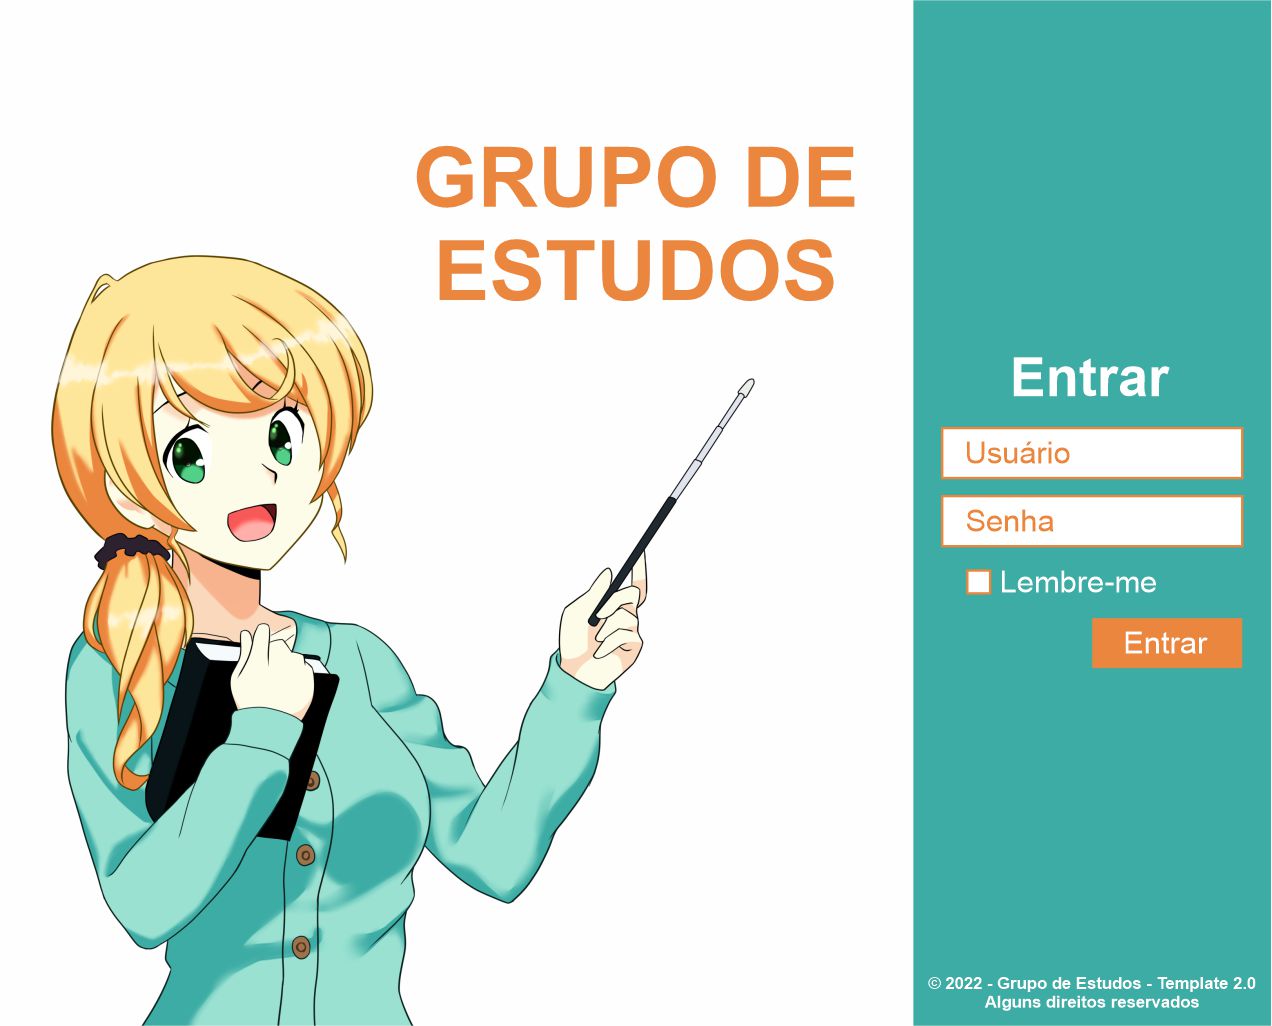 GRUPO DE
ESTUDOS
Entrar
Usuário
Senha
Lembre-me
Entrar
© 2022 - Grupo de Estudos - Template 2.0
Alguns direitos reservados